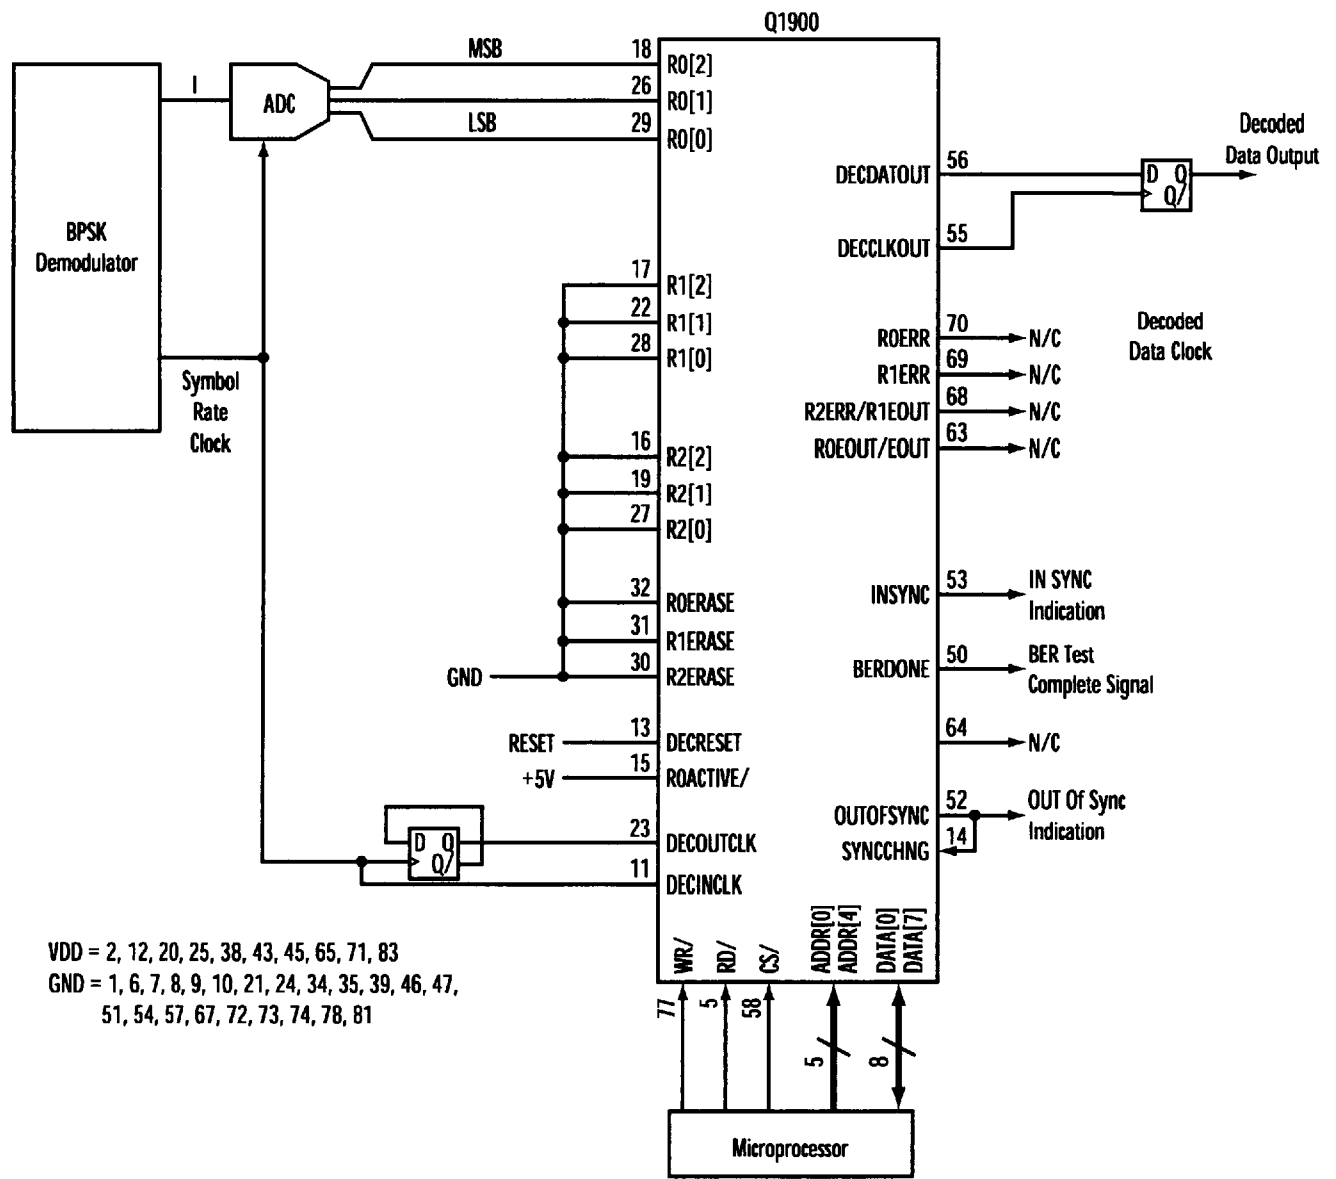 Q1900
MSB
18
R0[2]
I
ADC
26
R0[1]
LSB
29
R0[0]
BPSK
Demodulator
Symbol
Rate
Clock
17
R1[2]
22
R1[1]
28
R1[0]
16
R2[2]
19
R2[1]
27
R2[0]
32
R0ERASE
31
R1ERASE
GND
30
R2ERASE
RESET
13
DECRESET
+5V
15
R0ACTIVE/
D Q
Q/
23
DECOUTCLK
11
DECINCLK
DECDATOUT
56
D Q
Q/
Decoded
Data Output
DECCLKOUT
55
Decoded
Data Clock
R0ERR
70
N/C
R1ERR
69
N/C
R2ERR/R1EOUT
68
N/C
R0EOUT/EOUT
63
N/C
INSYNC
53
IN SYNC
Indication
BERDONE
50
BER Test
Complete Signal
64
N/C
OUTOFSYNC
52
OUT Of Sync
Indication
SYNCCHNG
14
WR/
RD/
CS/
ADDR[0]
ADDR[4]
DATA[0]
DATA[7]
77
5
58
5
8
Microprocessor
VDD = 2, 12, 20, 25, 38, 43, 45, 65, 71, 83
GND = 1, 6, 7, 8, 9, 10, 21, 24, 34, 35, 39, 46, 47,
51, 54, 57, 67, 72, 73, 74, 78, 81